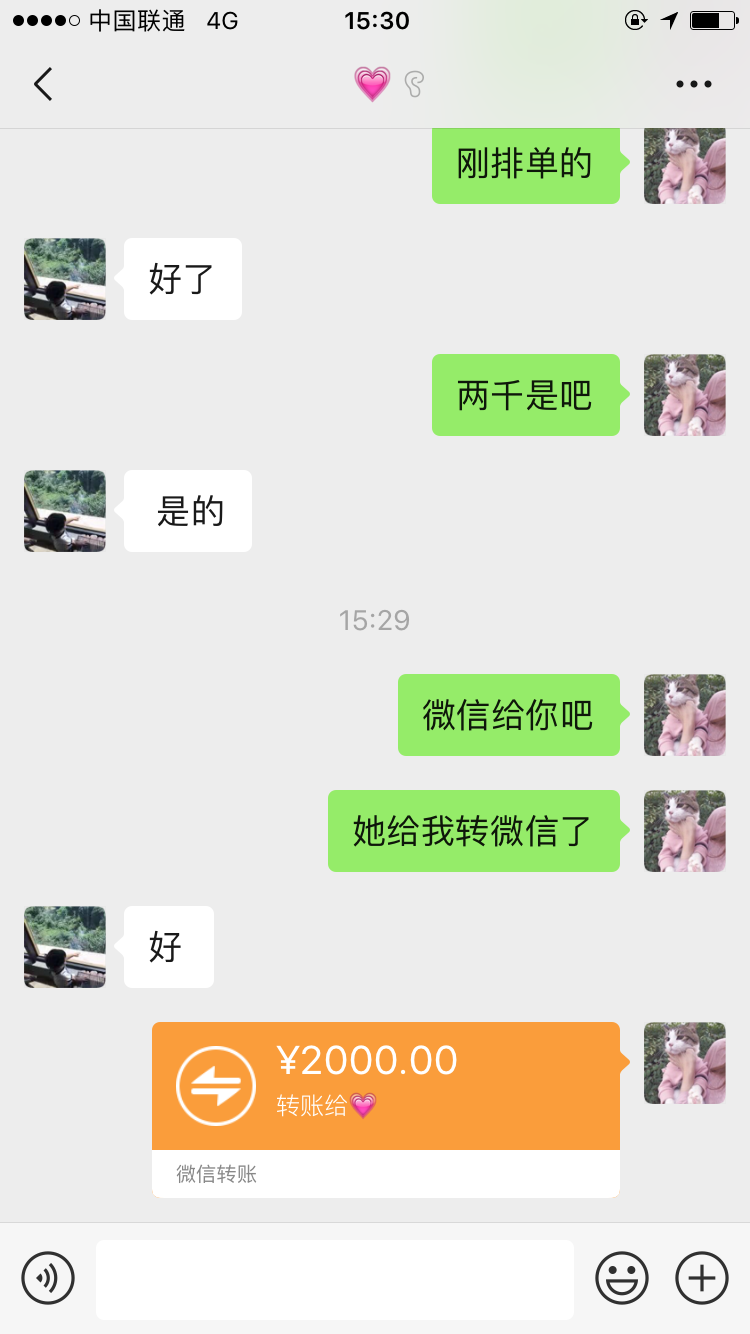 中国联通 4G 15:30
刚排单的
好了
两千是吧
是的
15:29
微信给你吧
她给我转微信了
好
¥2000.00
转账给💗
微信转账